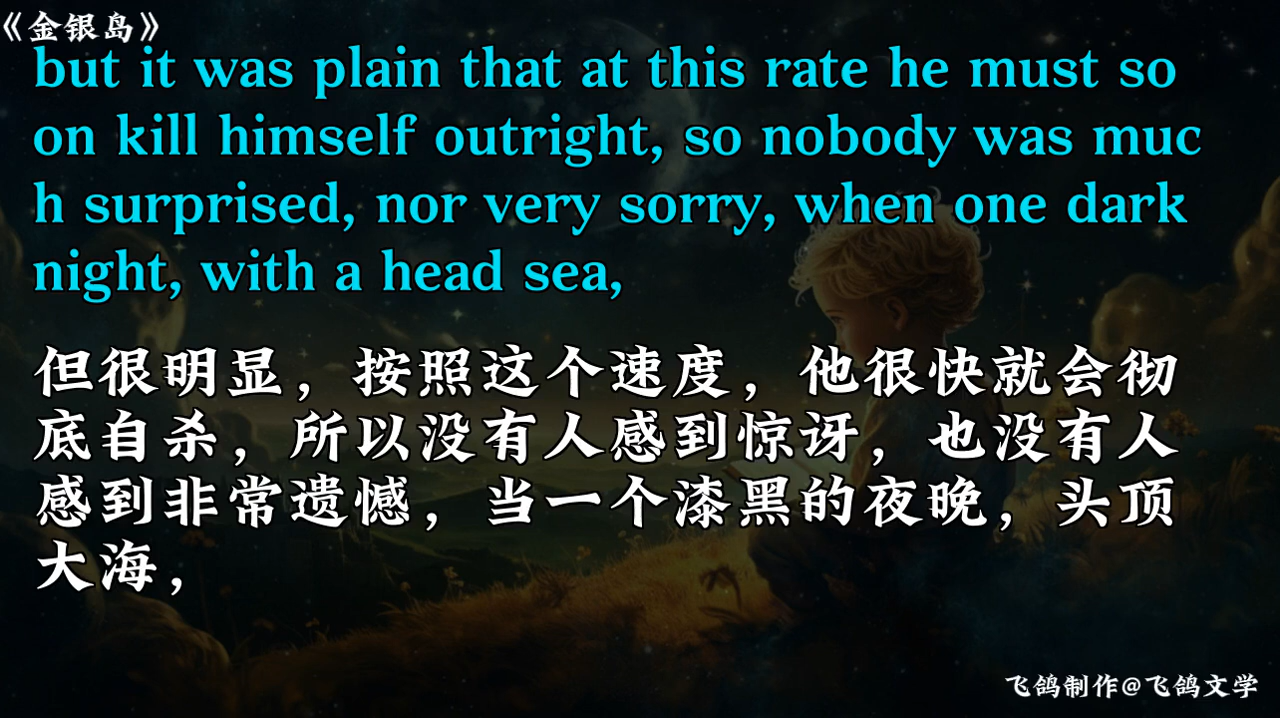 《金银岛》
but it was plain that at this rate he must so
on kill himself outright, so nobody was muc
h surprised, nor very sorry, when one dark
night, with a head sea,
但很明显，按照这个速度，他很快就会彻
底自杀，所以没有人感到惊讶，也没有人
感到非常遗憾，当一个漆黑的夜晚，头顶
大海，
飞鸽制作@飞鸽文学